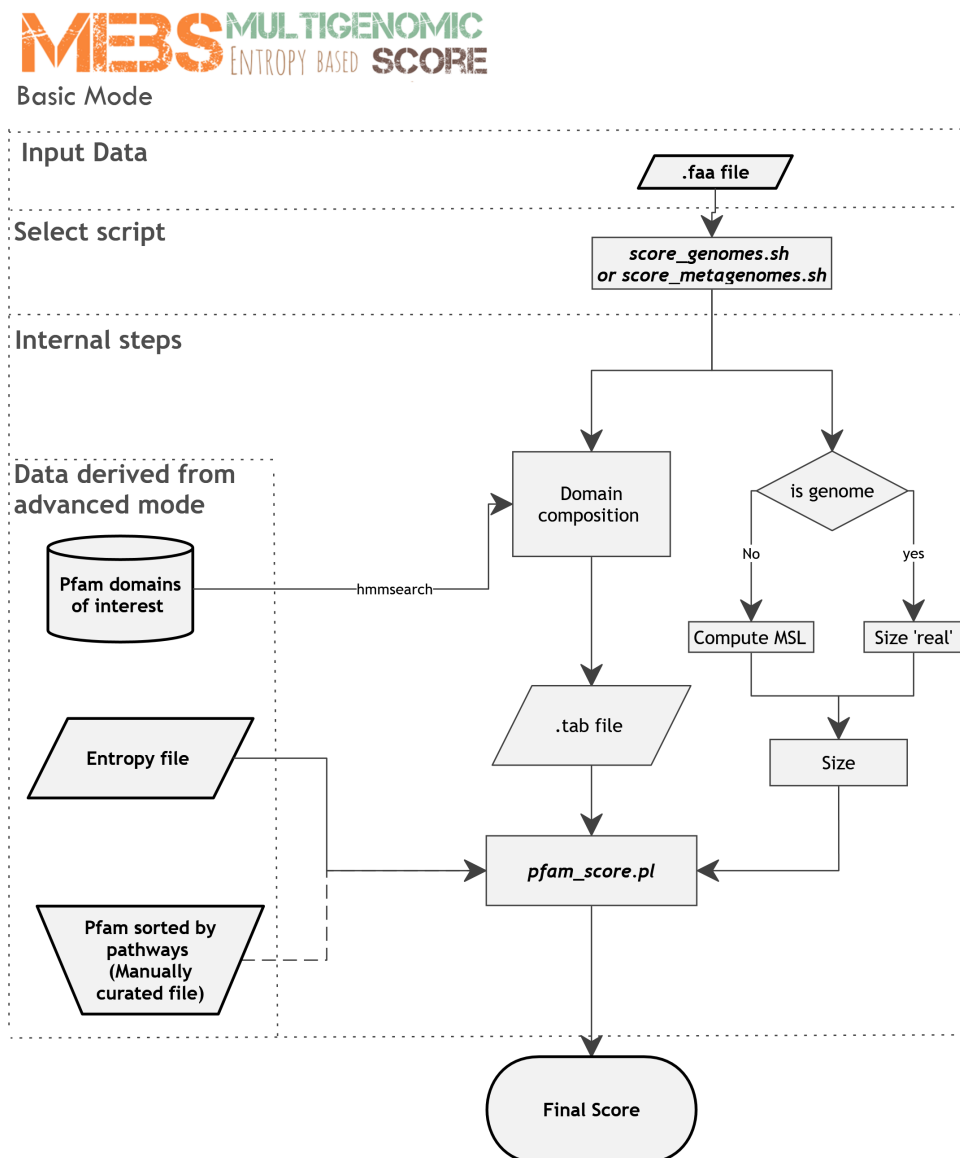 MEBS MULTIGENOMIC
ENTROPY BASED SCORE
Basic Mode
Input Data
.faa file
Select script
score_genomes.sh
or score_metagenomes.sh
Internal steps
Data derived from
advanced mode
Domain
composition
is genome
No
yes
Pfam domains
of interest
hmmsearch
Compute MSL
Size 'real'
.tab file
Entropy file
Size
pfam_score.pl
Pfam sorted by
pathways
(Manually
curated file)
Final Score